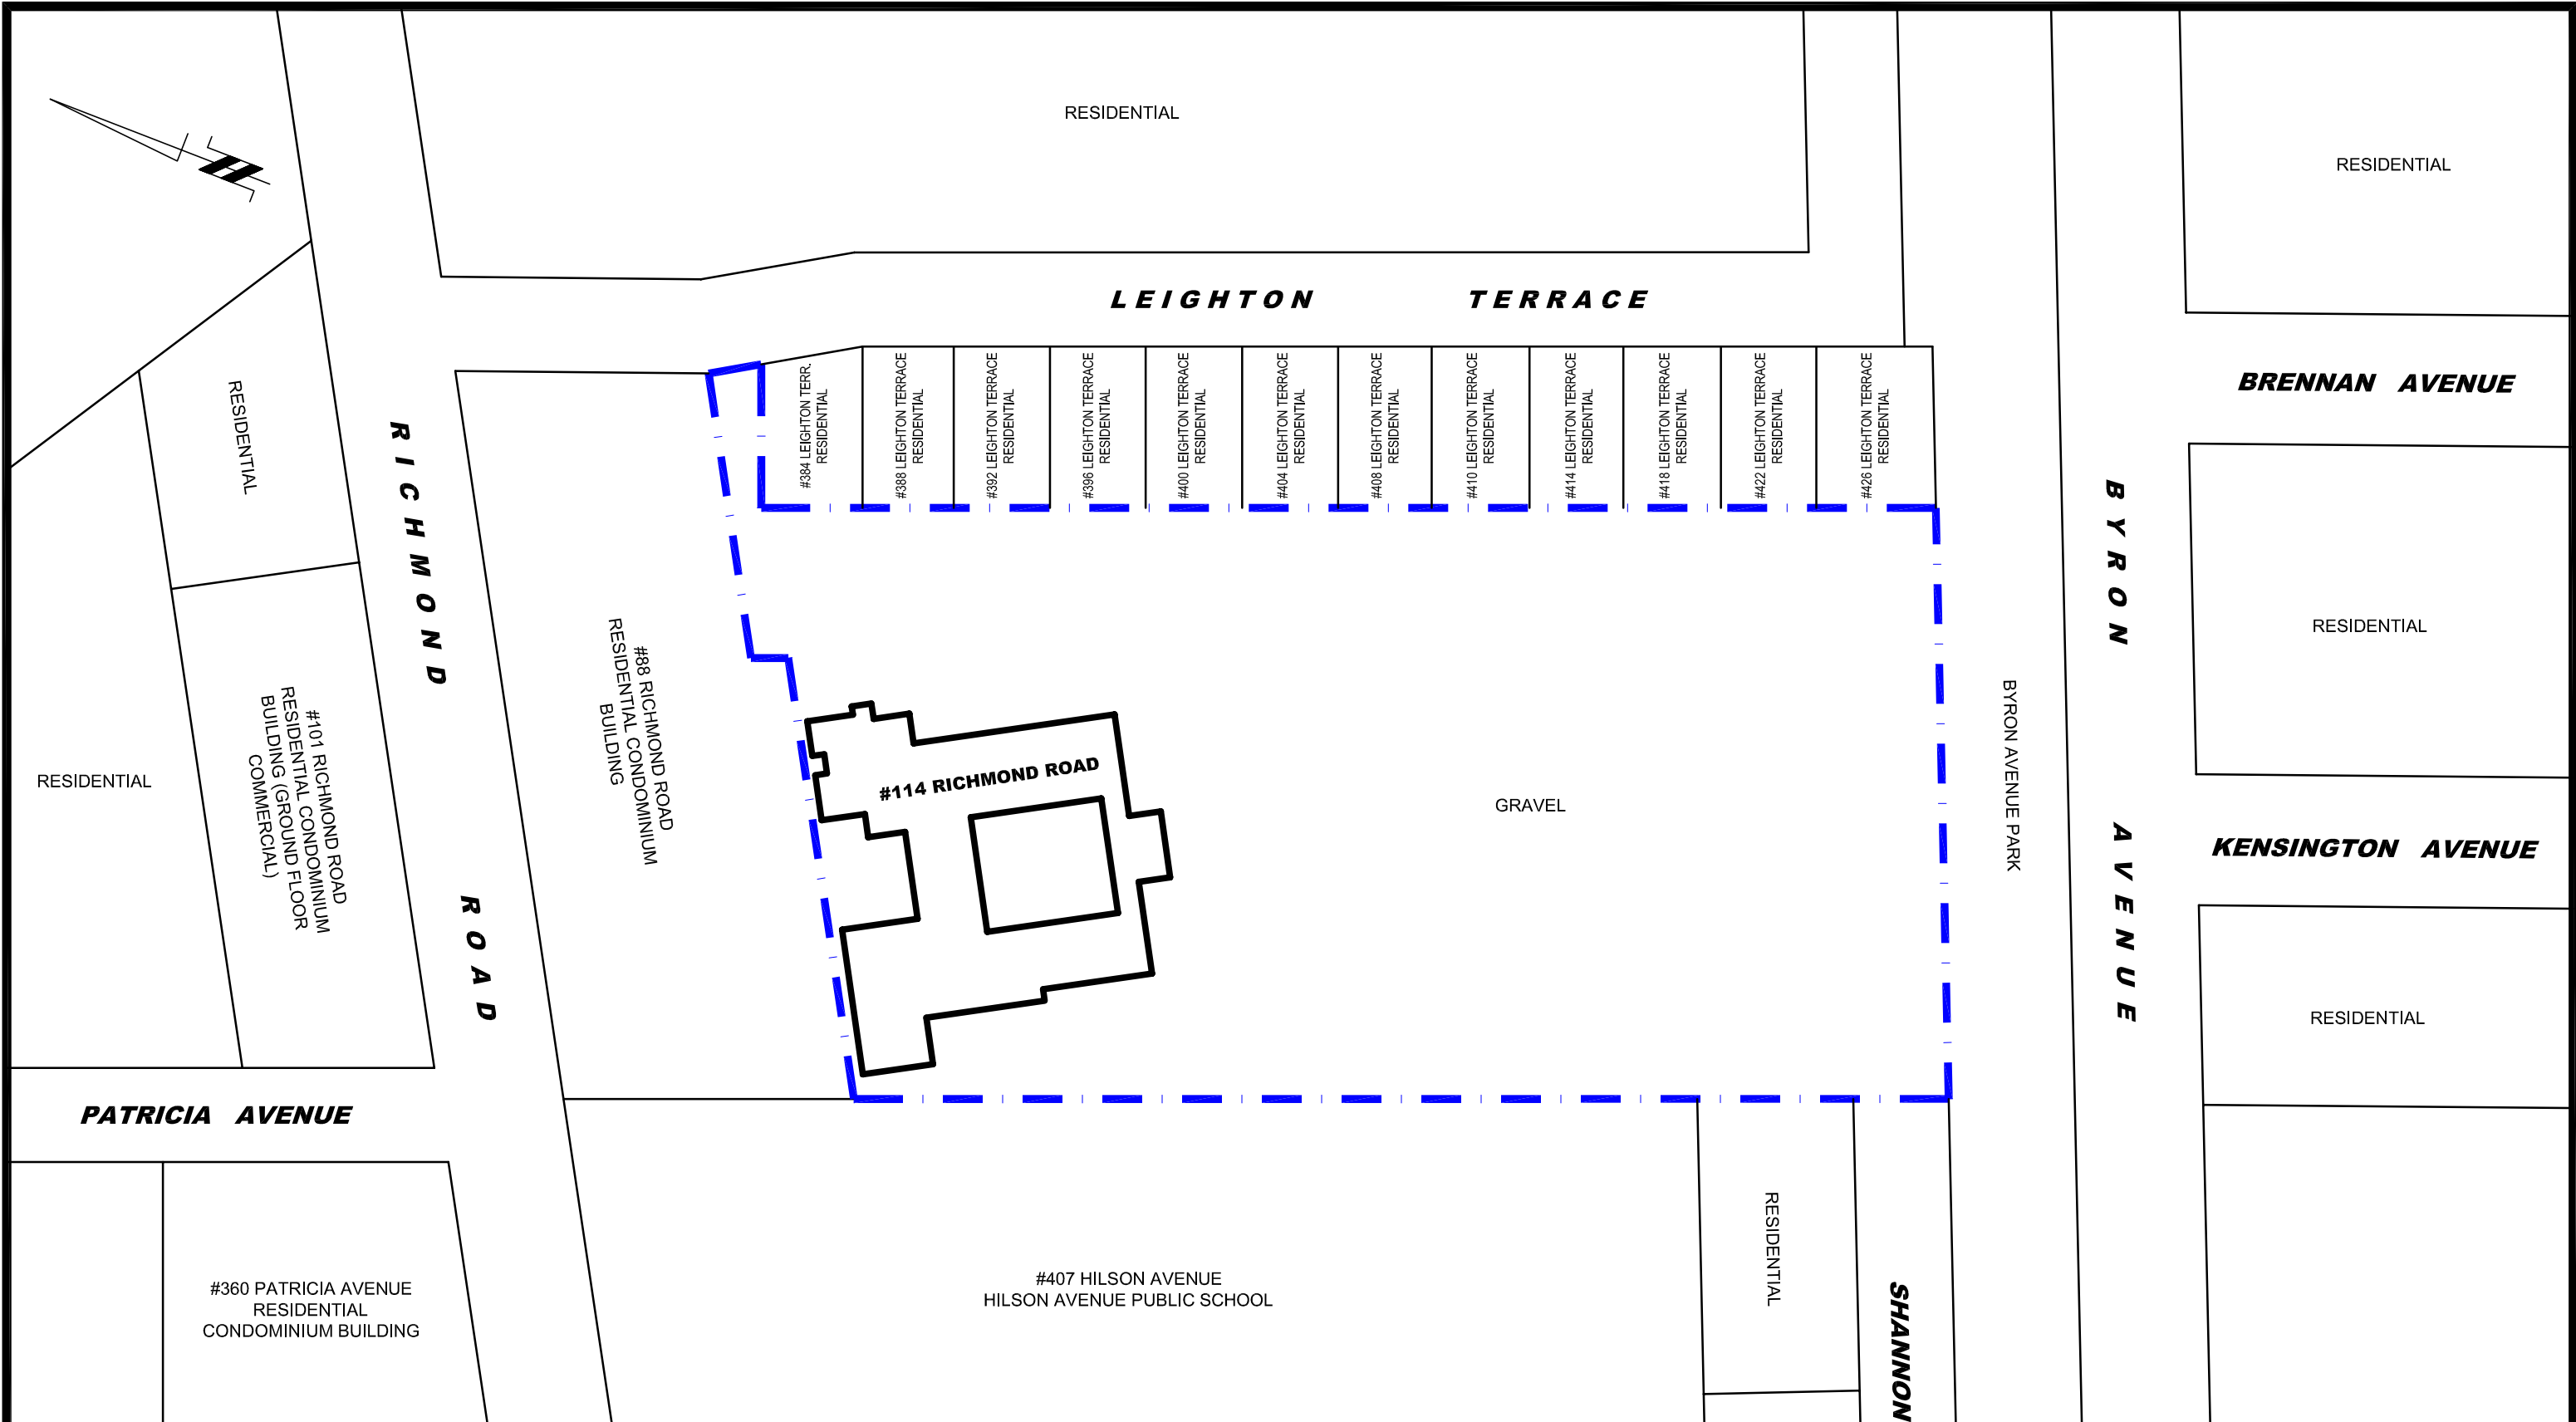 RESIDENTIAL
RESIDENTIAL
LEIGHTON TERRACE
BRENNAN AVENUE
#384 LEIGHTON TERR.
RESIDENTIAL
#388 LEIGHTON TERRACE
RESIDENTIAL
#392 LEIGHTON TERRACE
RESIDENTIAL
#396 LEIGHTON TERRACE
RESIDENTIAL
#400 LEIGHTON TERRACE
RESIDENTIAL
#404 LEIGHTON TERRACE
RESIDENTIAL
#408 LEIGHTON TERRACE
RESIDENTIAL
#410 LEIGHTON TERRACE
RESIDENTIAL
#414 LEIGHTON TERRACE
RESIDENTIAL
#418 LEIGHTON TERRACE
RESIDENTIAL
#422 LEIGHTON TERRACE
RESIDENTIAL
#426 LEIGHTON TERRACE
RESIDENTIAL
RESIDENTIAL
RICHMOND ROAD
BYRON AVENUE
RESIDENTIAL
#88 RICHMOND ROAD
RESIDENTIAL CONDOMINIUM
BUILDING
#101 RICHMOND ROAD
RESIDENTIAL CONDOMINIUM
BUILDING (GROUND FLOOR
COMMERCIAL)
RESIDENTIAL
#114 RICHMOND ROAD
GRAVEL
BYRON AVENUE PARK
KENSINGTON AVENUE
RESIDENTIAL
PATRICIA AVENUE
#360 PATRICIA AVENUE
RESIDENTIAL
CONDOMINIUM BUILDING
#407 HILSON AVENUE
HILSON AVENUE PUBLIC SCHOOL
RESIDENTIAL
SHANNON